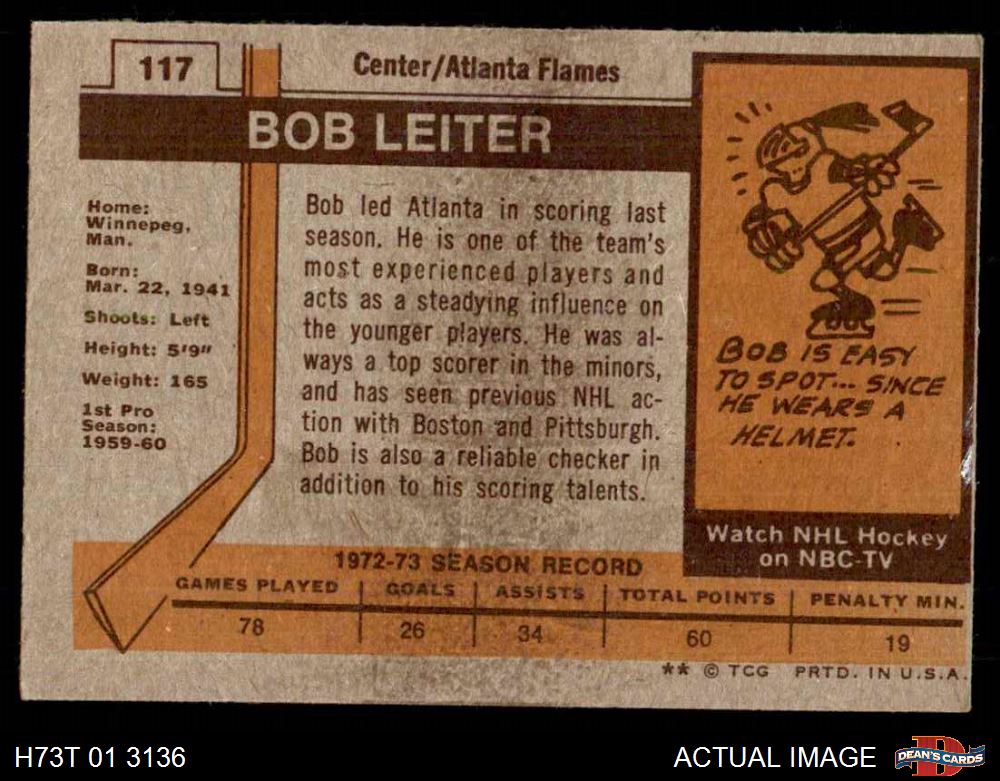 117
Center/Atlanta Flames
BOB LEITER
Home:
Winnepeg,
Man.
Born:
Mar. 22, 1941
Shoots: Left
Height: 5'9"
Weight: 165
1st Pro
Season:
1959-60
Bob led Atlanta in scoring last
season. He is one of the team's
most experienced players and
acts as a steadying influence on
the younger players. He was al-
ways a top scorer in the minors,
and has seen previous NHL ac-
tion with Boston and Pittsburgh.
Bob is also a reliable checker in
addition to his scoring talents.
BOB IS EASY
TO SPOT... SINCE
HE WEARS A
HELMET.
Watch NHL Hockey
on NBC-TV
1972-73 SEASON RECORD
GAMES PLAYED GOALS ASSISTS TOTAL POINTS PENALTY MIN.
78 26 34 60 19
** © TCG PRTD. IN U.S.A.
H73T 01 3136
ACTUAL IMAGE
DEAN'S CARDS